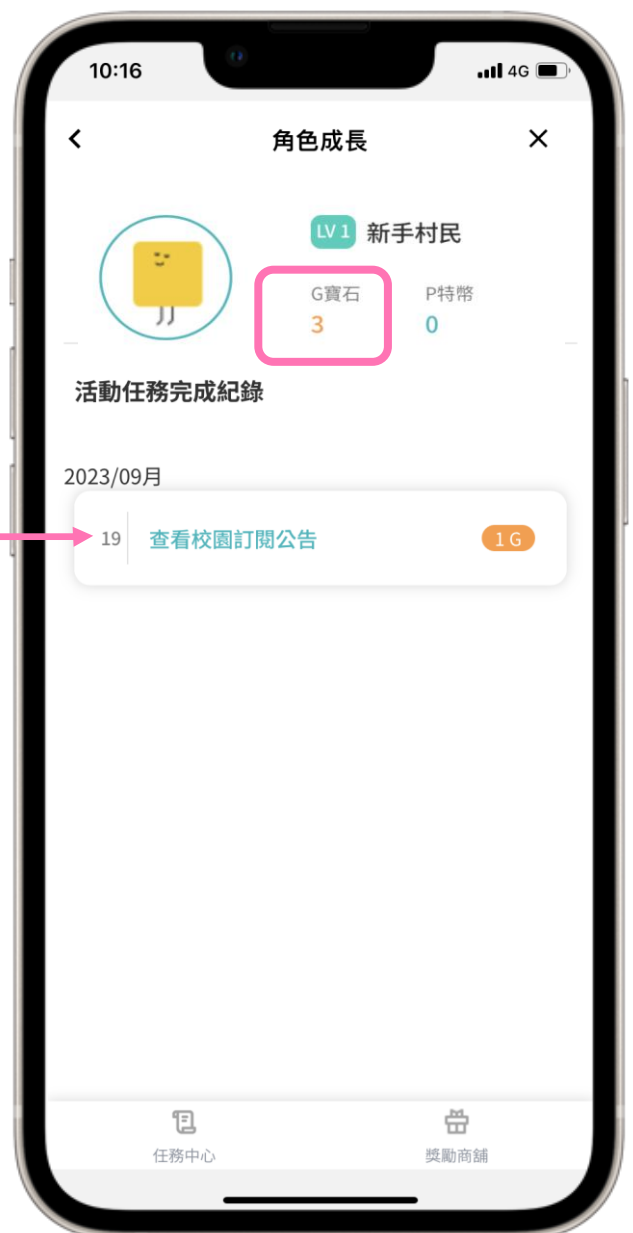 10:16
4G
角色成長
LV 1 新手村民
G寶石 P特幣
3 0
活動任務完成紀錄
2023/09月
19 查看校園訂閱公告 1 G
任務中心 獎勵商舖